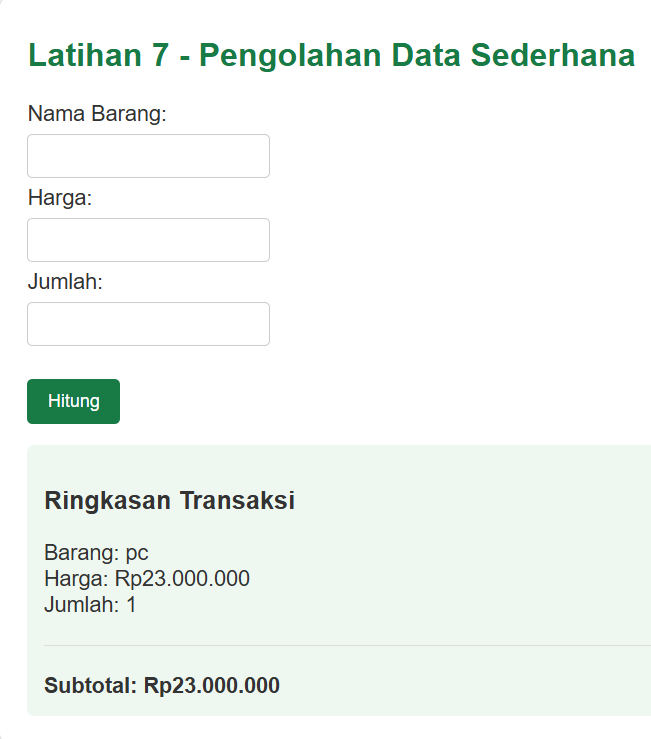 Latihan 7 - Pengolahan Data Sederhana
Nama Barang:
Harga:
Jumlah:
Hitung
Ringkasan Transaksi
Barang: pc
Harga: Rp23.000.000
Jumlah: 1
Subtotal: Rp23.000.000